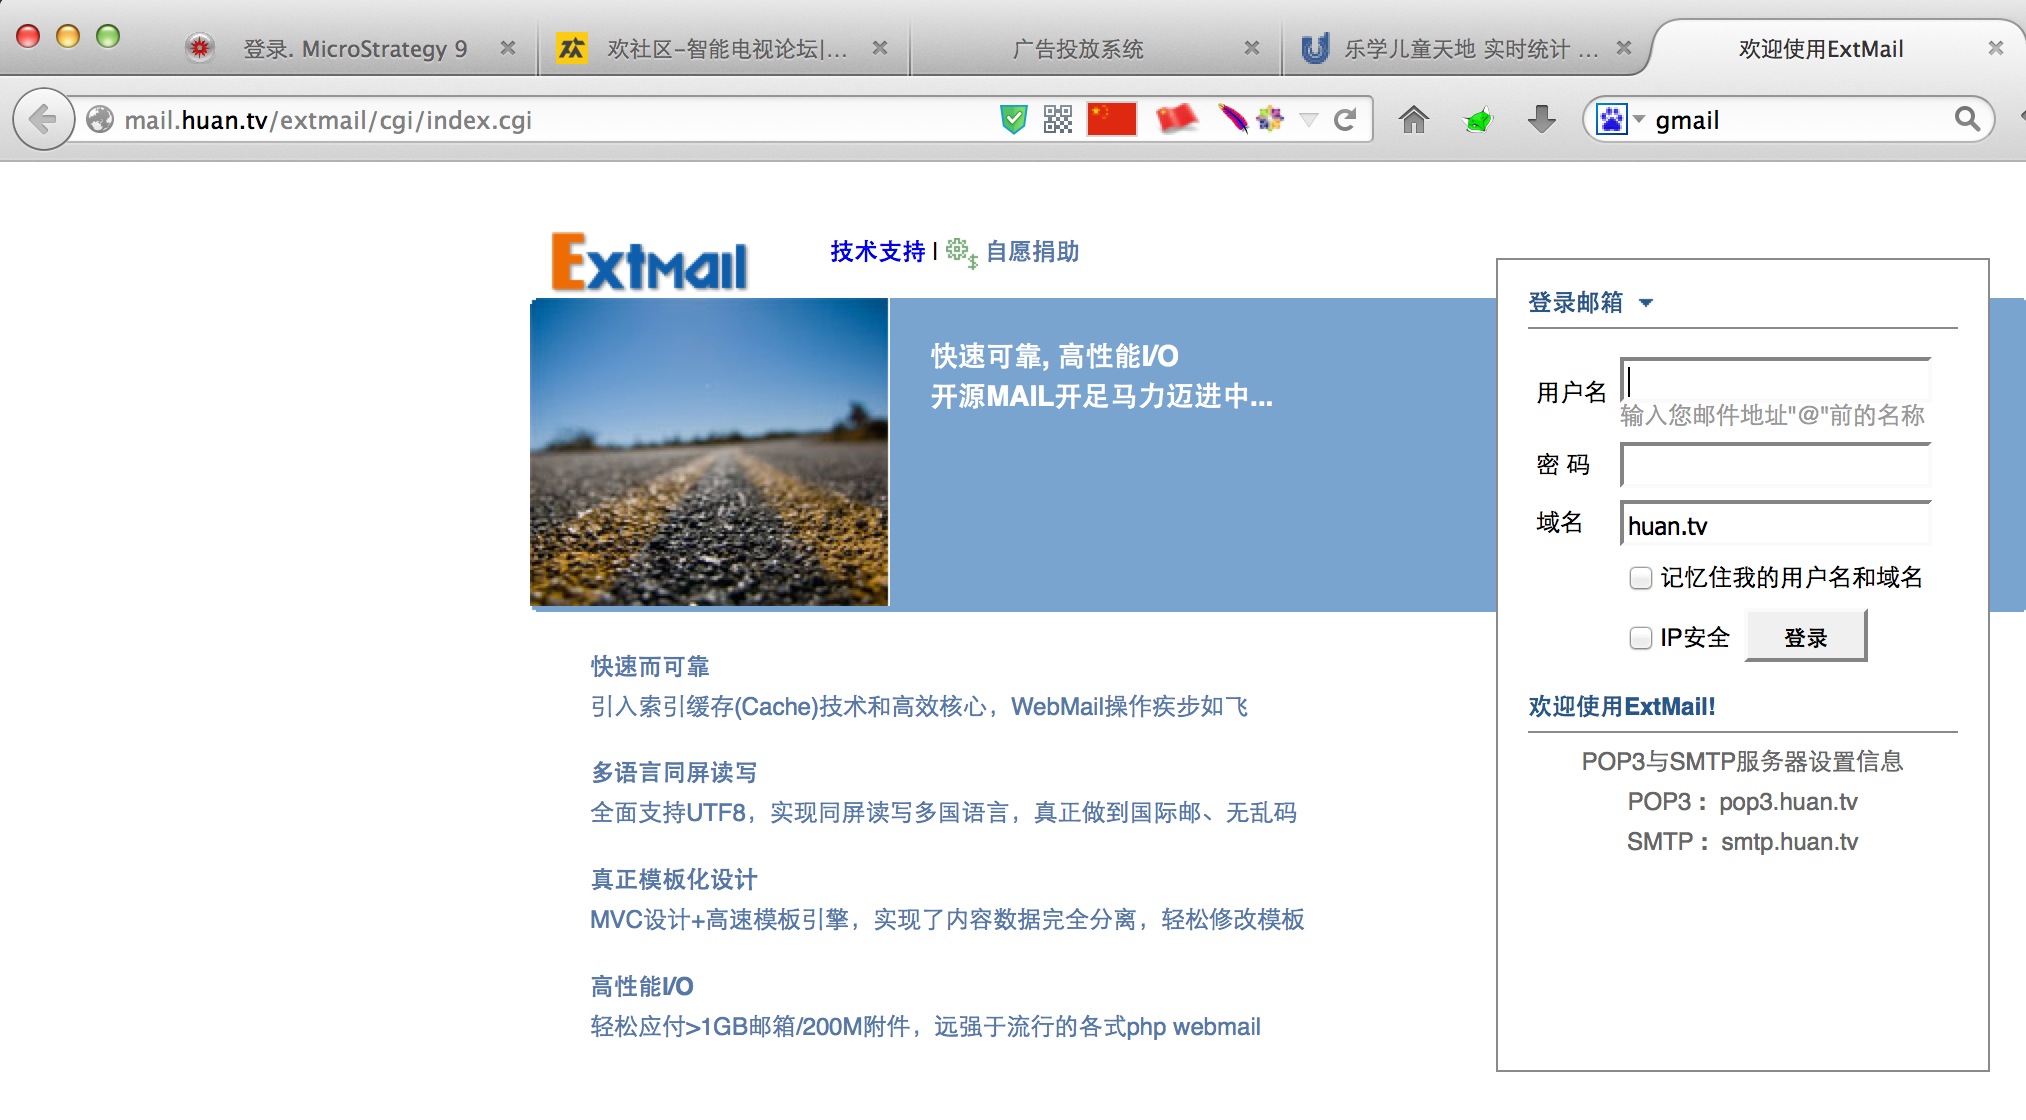 登录. MicroStrategy 9
欢社区-智能电视论坛|...
广告投放系统
乐学儿童天地 实时统计 ...
欢迎使用ExtMail
mail.huan.tv/extmail/cgi/index.cgi
gmail
ExtMail
技术支持 | 自愿捐助
快速可靠, 高性能I/O
开源MAIL开足马力迈进中...
登录邮箱
用户名
输入您邮件地址"@"前的名称
密 码
域名 huan.tv
记忆住我的用户名和域名
IP安全 登录
欢迎使用ExtMail!
POP3与SMTP服务器设置信息
POP3： pop3.huan.tv
SMTP： smtp.huan.tv
快速而可靠
引入索引缓存(Cache)技术和高效核心，WebMail操作疾步如飞
多语言同屏读写
全面支持UTF8，实现同屏读写多国语言，真正做到国际邮、无乱码
真正模板化设计
MVC设计+高速模板引擎，实现了内容数据完全分离，轻松修改模板
高性能I/O
轻松应付>1GB邮箱/200M附件，远强于流行的各式php webmail